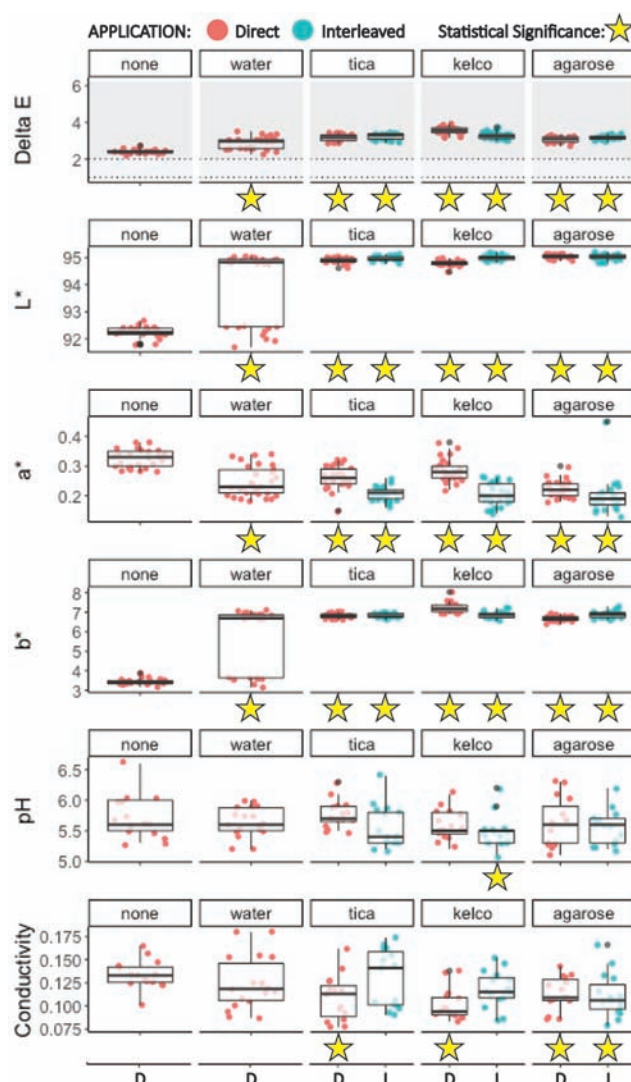 APPLICATION: Direct Interleaved Statistical Significance:
none water tica kelco agarose
Delta E
6
4
2
none water tica kelco agarose
L*
95
94
93
92
none water tica kelco agarose
a*
0.4
0.3
0.2
none water tica kelco agarose
b*
8
7
6
5
4
3
none water tica kelco agarose
pH
6.5
6.0
5.5
5.0
none water tica kelco agarose
Conductivity
0.175
0.150
0.125
0.100
0.075
D D D I D I D I